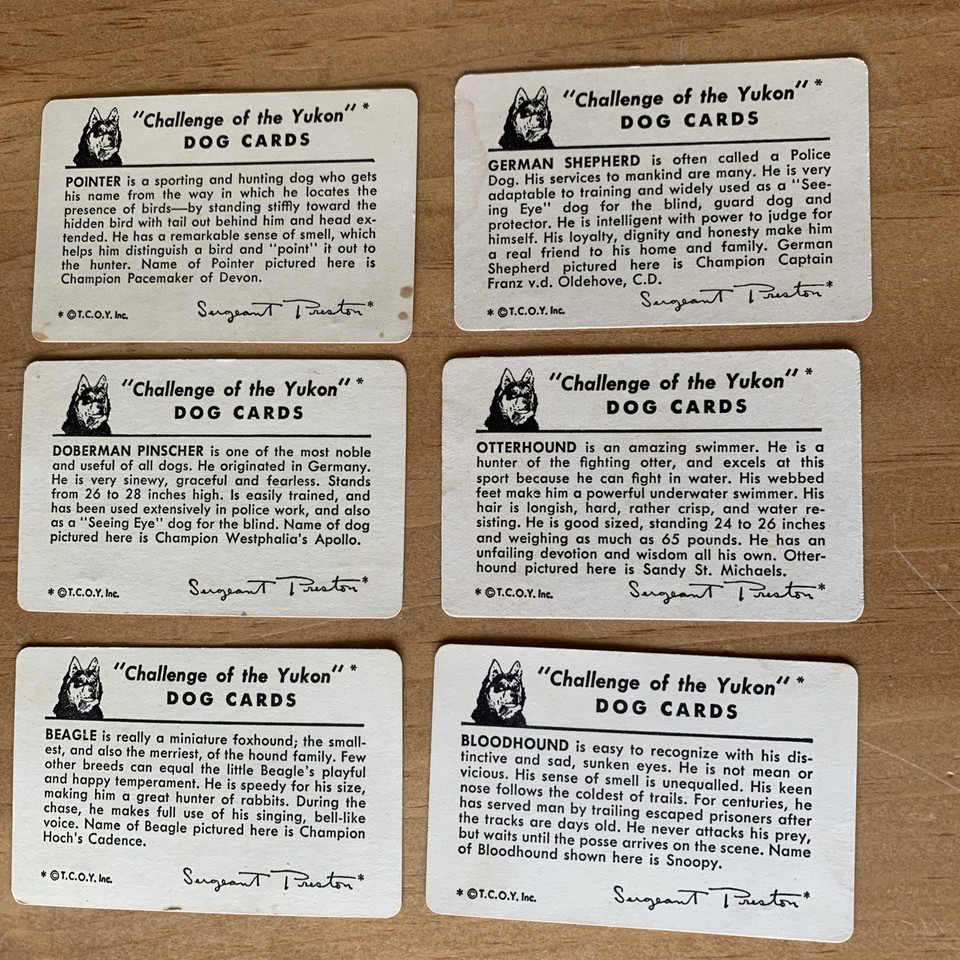 "Challenge of the Yukon" *
DOG CARDS
POINTER is a sporting and hunting dog who gets
his name from the way in which he locates the
presence of birds—by standing stiffly toward the
hidden bird with tail out behind him and head ex-
tended. He has a remarkable sense of smell, which
helps him distinguish a bird and "point" it out to
the hunter. Name of Pointer pictured here is
Champion Pacemaker of Devon.
* © T.C.O.Y. Inc.
Sergeant Preston*
"Challenge of the Yukon" *
DOG CARDS
GERMAN SHEPHERD is often called a Police
Dog. His services to mankind are many. He is very
adaptable to training and widely used as a "See-
ing Eye" dog for the blind, guard dog and
protector. He is intelligent with power to judge for
himself. His loyalty, dignity and honesty make him
a real friend to his home and family. German
Shepherd pictured here is Champion Captain
Franz v.d. Oldehove, C.D.
* © T.C.O.Y. Inc.
Sergeant Preston*
"Challenge of the Yukon" *
DOG CARDS
DOBERMAN PINSCHER is one of the most noble
and useful of all dogs. He originated in Germany.
He is very sinewy, graceful and fearless. Stands
from 26 to 28 inches high. Is easily trained, and
has been used extensively in police work, and also
as a "Seeing Eye" dog for the blind. Name of dog
pictured here is Champion Westphalia's Apollo.
* © T.C.O.Y. Inc.
Sergeant Preston*
"Challenge of the Yukon" *
DOG CARDS
OTTERHOUND is an amazing swimmer. He is a
hunter of the fighting otter, and excels at this
sport because he can fight in water. His webbed
feet make him a powerful underwater swimmer. His
hair is longish, hard, rather crisp, and water re-
sisting. He is good sized, standing 24 to 26 inches
and weighing as much as 65 pounds. He has an
unfailing devotion and wisdom all his own. Otter-
hound pictured here is Sandy St. Michaels.
* © T.C.O.Y. Inc.
Sergeant Preston*
"Challenge of the Yukon" *
DOG CARDS
BEAGLE is really a miniature foxhound; the small-
est, and also the merriest, of the hound family. Few
other breeds can equal the little Beagle's playful
and happy temperament. He is speedy for his size,
making him a great hunter of rabbits. During the
chase, he makes full use of his singing, bell-like
voice. Name of Beagle pictured here is Champion
Hoch's Cadence.
* © T.C.O.Y. Inc.
Sergeant Preston*
"Challenge of the Yukon" *
DOG CARDS
BLOODHOUND is easy to recognize with his dis-
tinctive and sad, sunken eyes. He is not mean or
vicious. His sense of smell is unequalled. His keen
nose follows the coldest of trails. For centuries, he
has served man by trailing escaped prisoners after
the tracks are days old. He never attacks his prey,
but waits until the posse arrives on the scene. Name
of Bloodhound shown here is Snoopy.
* © T.C.O.Y. Inc.
Sergeant Preston*